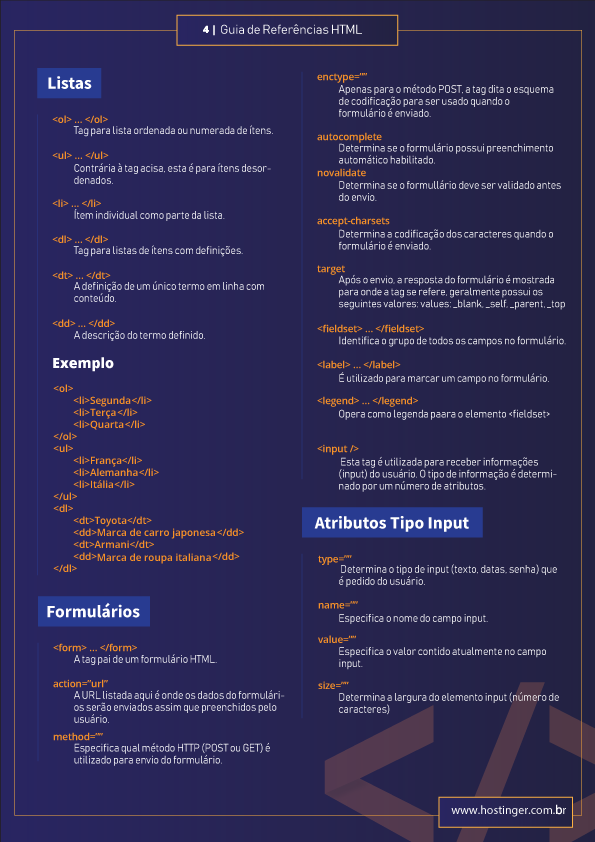 4 | Guia de Referências HTML
Listas
<ol> ... </ol>
Tag para lista ordenada ou numerada de ítens.
<ul> ... </ul>
Contrária à tag acisa, esta é para ítens desor-
denados.
<li> ... </li>
Ítem individual como parte da lista.
<dl> ... </dl>
Tag para listas de ítens com definições.
<dt> ... </dt>
A definição de um único termo em linha com
conteúdo.
<dd> ... </dd>
A descrição do termo definido.
Exemplo
<ol>
<li>Segunda</li>
<li>Terça</li>
<li>Quarta</li>
</ol>
<ul>
<li>França</li>
<li>Alemanha</li>
<li>Itália</li>
</ul>
<dl>
<dt>Toyota</dt>
<dd>Marca de carro japonesa</dd>
<dt>Armani</dt>
<dd>Marca de roupa italiana</dd>
</dl>
Formulários
<form> ... </form>
A tag pai de um formulário HTML.
action="url"
A URL listada aqui é onde os dados do formulári-
os serão enviados assim que preenchidos pelo
usuário.
method=""
Especifica qual método HTTP (POST ou GET) é
utilizado para envio do formulário.
enctype=""
Apenas para o método POST, a tag dita o esquema
de codificação para ser usado quando o
formulário é enviado.
autocomplete
Determina se o formulário possui preenchimento
automático habilitado.
novalidate
Determina se o formullário deve ser validado antes
do envio.
accept-charsets
Determina a codificação dos caracteres quando o
formulário é enviado.
target
Após o envio, a resposta do formulário é mostrada
para onde a tag se refere, geralmente possui os
seguintes valores: values: _blank, _self, _parent, _top
<fieldset> ... </fieldset>
Identifica o grupo de todos os campos no formulário.
<label> ... </label>
É utilizado para marcar um campo no formulário.
<legend> ... </legend>
Opera como legenda paara o elemento <fieldset>
<input />
Esta tag é utilizada para receber informações
(input) do usuário. O tipo de informação é determi-
nado por um número de atributos.
Atributos Tipo Input
type=""
Determina o tipo de input (texto, datas, senha) que
é pedido do usuário.
name=""
Especifica o nome do campo input.
value=""
Especifica o valor contido atualmente no campo
input.
size=""
Determina a largura do elemento input (número de
caracteres)
</>
www.hostinger.com.br